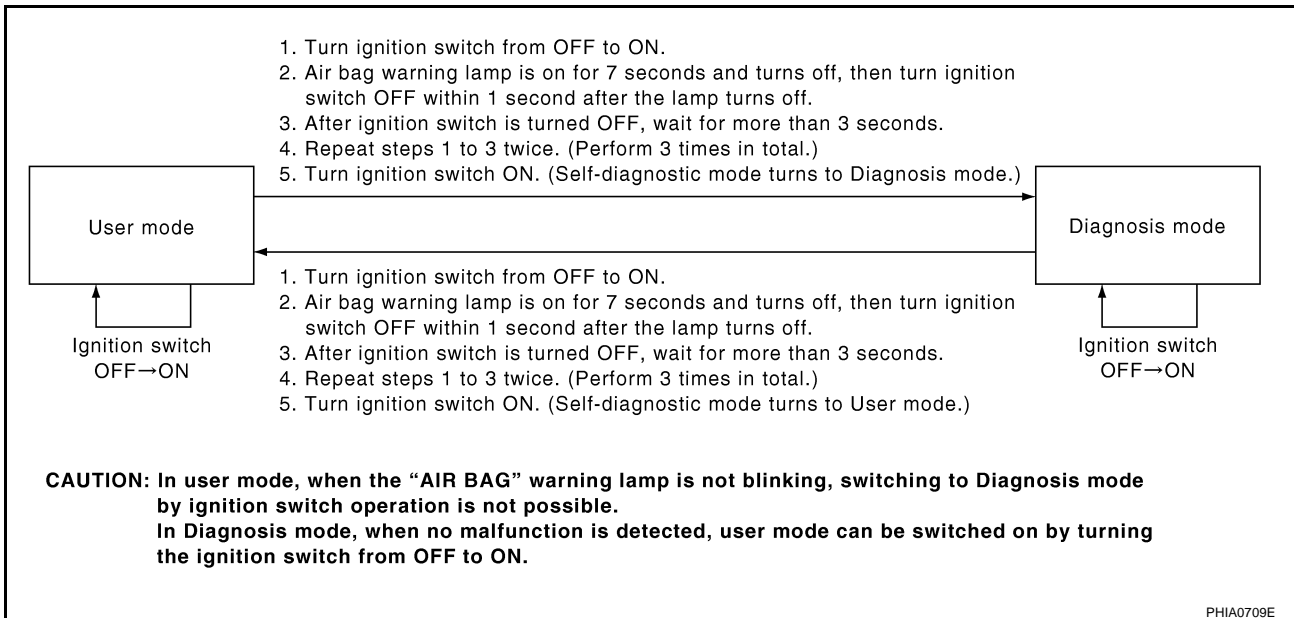 1. Turn ignition switch from OFF to ON.
2. Air bag warning lamp is on for 7 seconds and turns off, then turn ignition
switch OFF within 1 second after the lamp turns off.
3. After ignition switch is turned OFF, wait for more than 3 seconds.
4. Repeat steps 1 to 3 twice. (Perform 3 times in total.)
5. Turn ignition switch ON. (Self-diagnostic mode turns to Diagnosis mode.)
User mode
Diagnosis mode
1. Turn ignition switch from OFF to ON.
2. Air bag warning lamp is on for 7 seconds and turns off, then turn ignition
switch OFF within 1 second after the lamp turns off.
3. After ignition switch is turned OFF, wait for more than 3 seconds.
4. Repeat steps 1 to 3 twice. (Perform 3 times in total.)
5. Turn ignition switch ON. (Self-diagnostic mode turns to User mode.)
Ignition switch
OFF→ON
Ignition switch
OFF→ON
CAUTION: In user mode, when the “AIR BAG” warning lamp is not blinking, switching to Diagnosis mode
by ignition switch operation is not possible.
In Diagnosis mode, when no malfunction is detected, user mode can be switched on by turning
the ignition switch from OFF to ON.
PHIA0709E